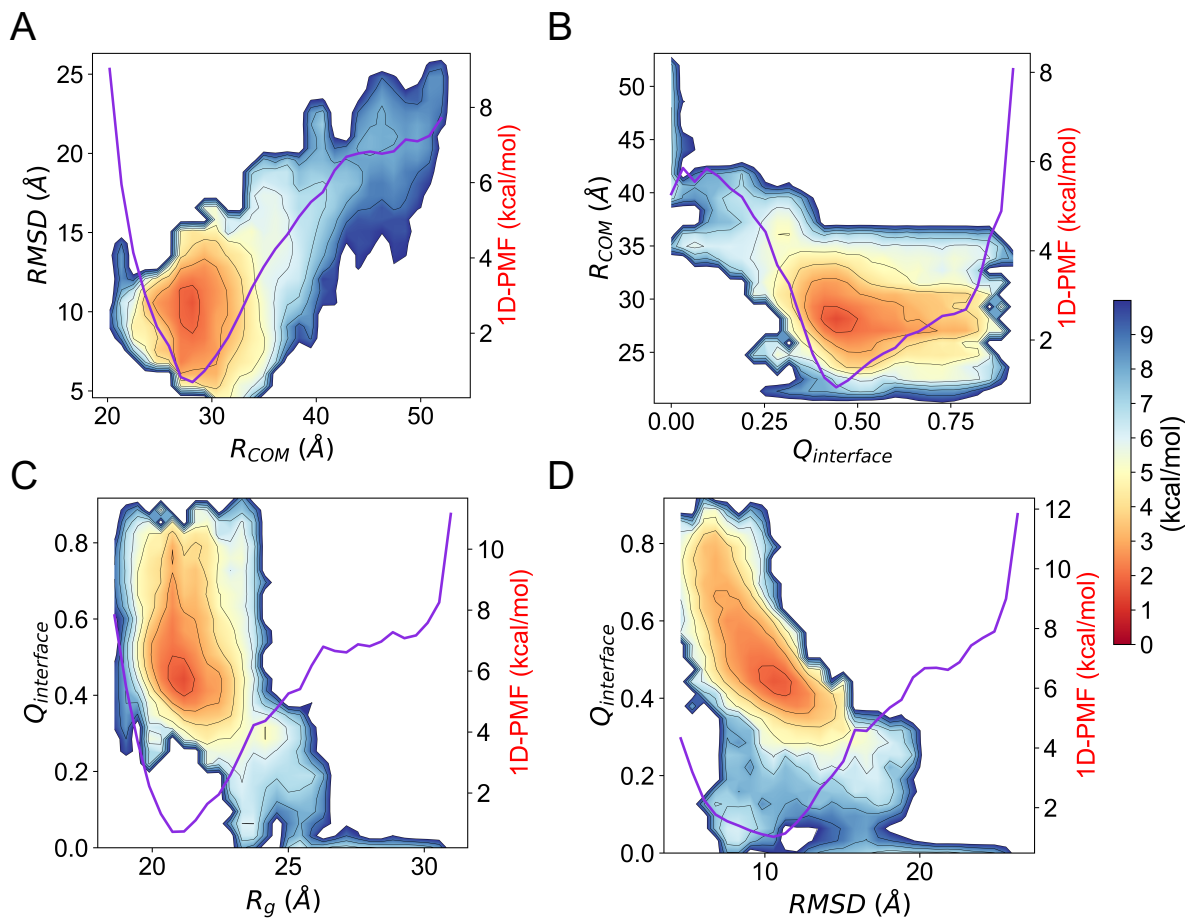 A
B
25
20
15
10
5
RMSD (Å)
8
6
4
2
1D-PMF (kcal/mol)
20 30 40 50
R_COM (Å)
50
45
40
35
30
25
R_COM (Å)
8
6
4
2
1D-PMF (kcal/mol)
0.00 0.25 0.50 0.75
Q_interface
C
D
0.8
0.6
0.4
0.2
0.0
Q_interface
10
8
6
4
2
1D-PMF (kcal/mol)
20 25 30
R_g (Å)
0.8
0.6
0.4
0.2
0.0
Q_interface
12
10
8
6
4
2
1D-PMF (kcal/mol)
10 20
RMSD (Å)
9
8
7
6
5
4
3
2
1
0
(kcal/mol)